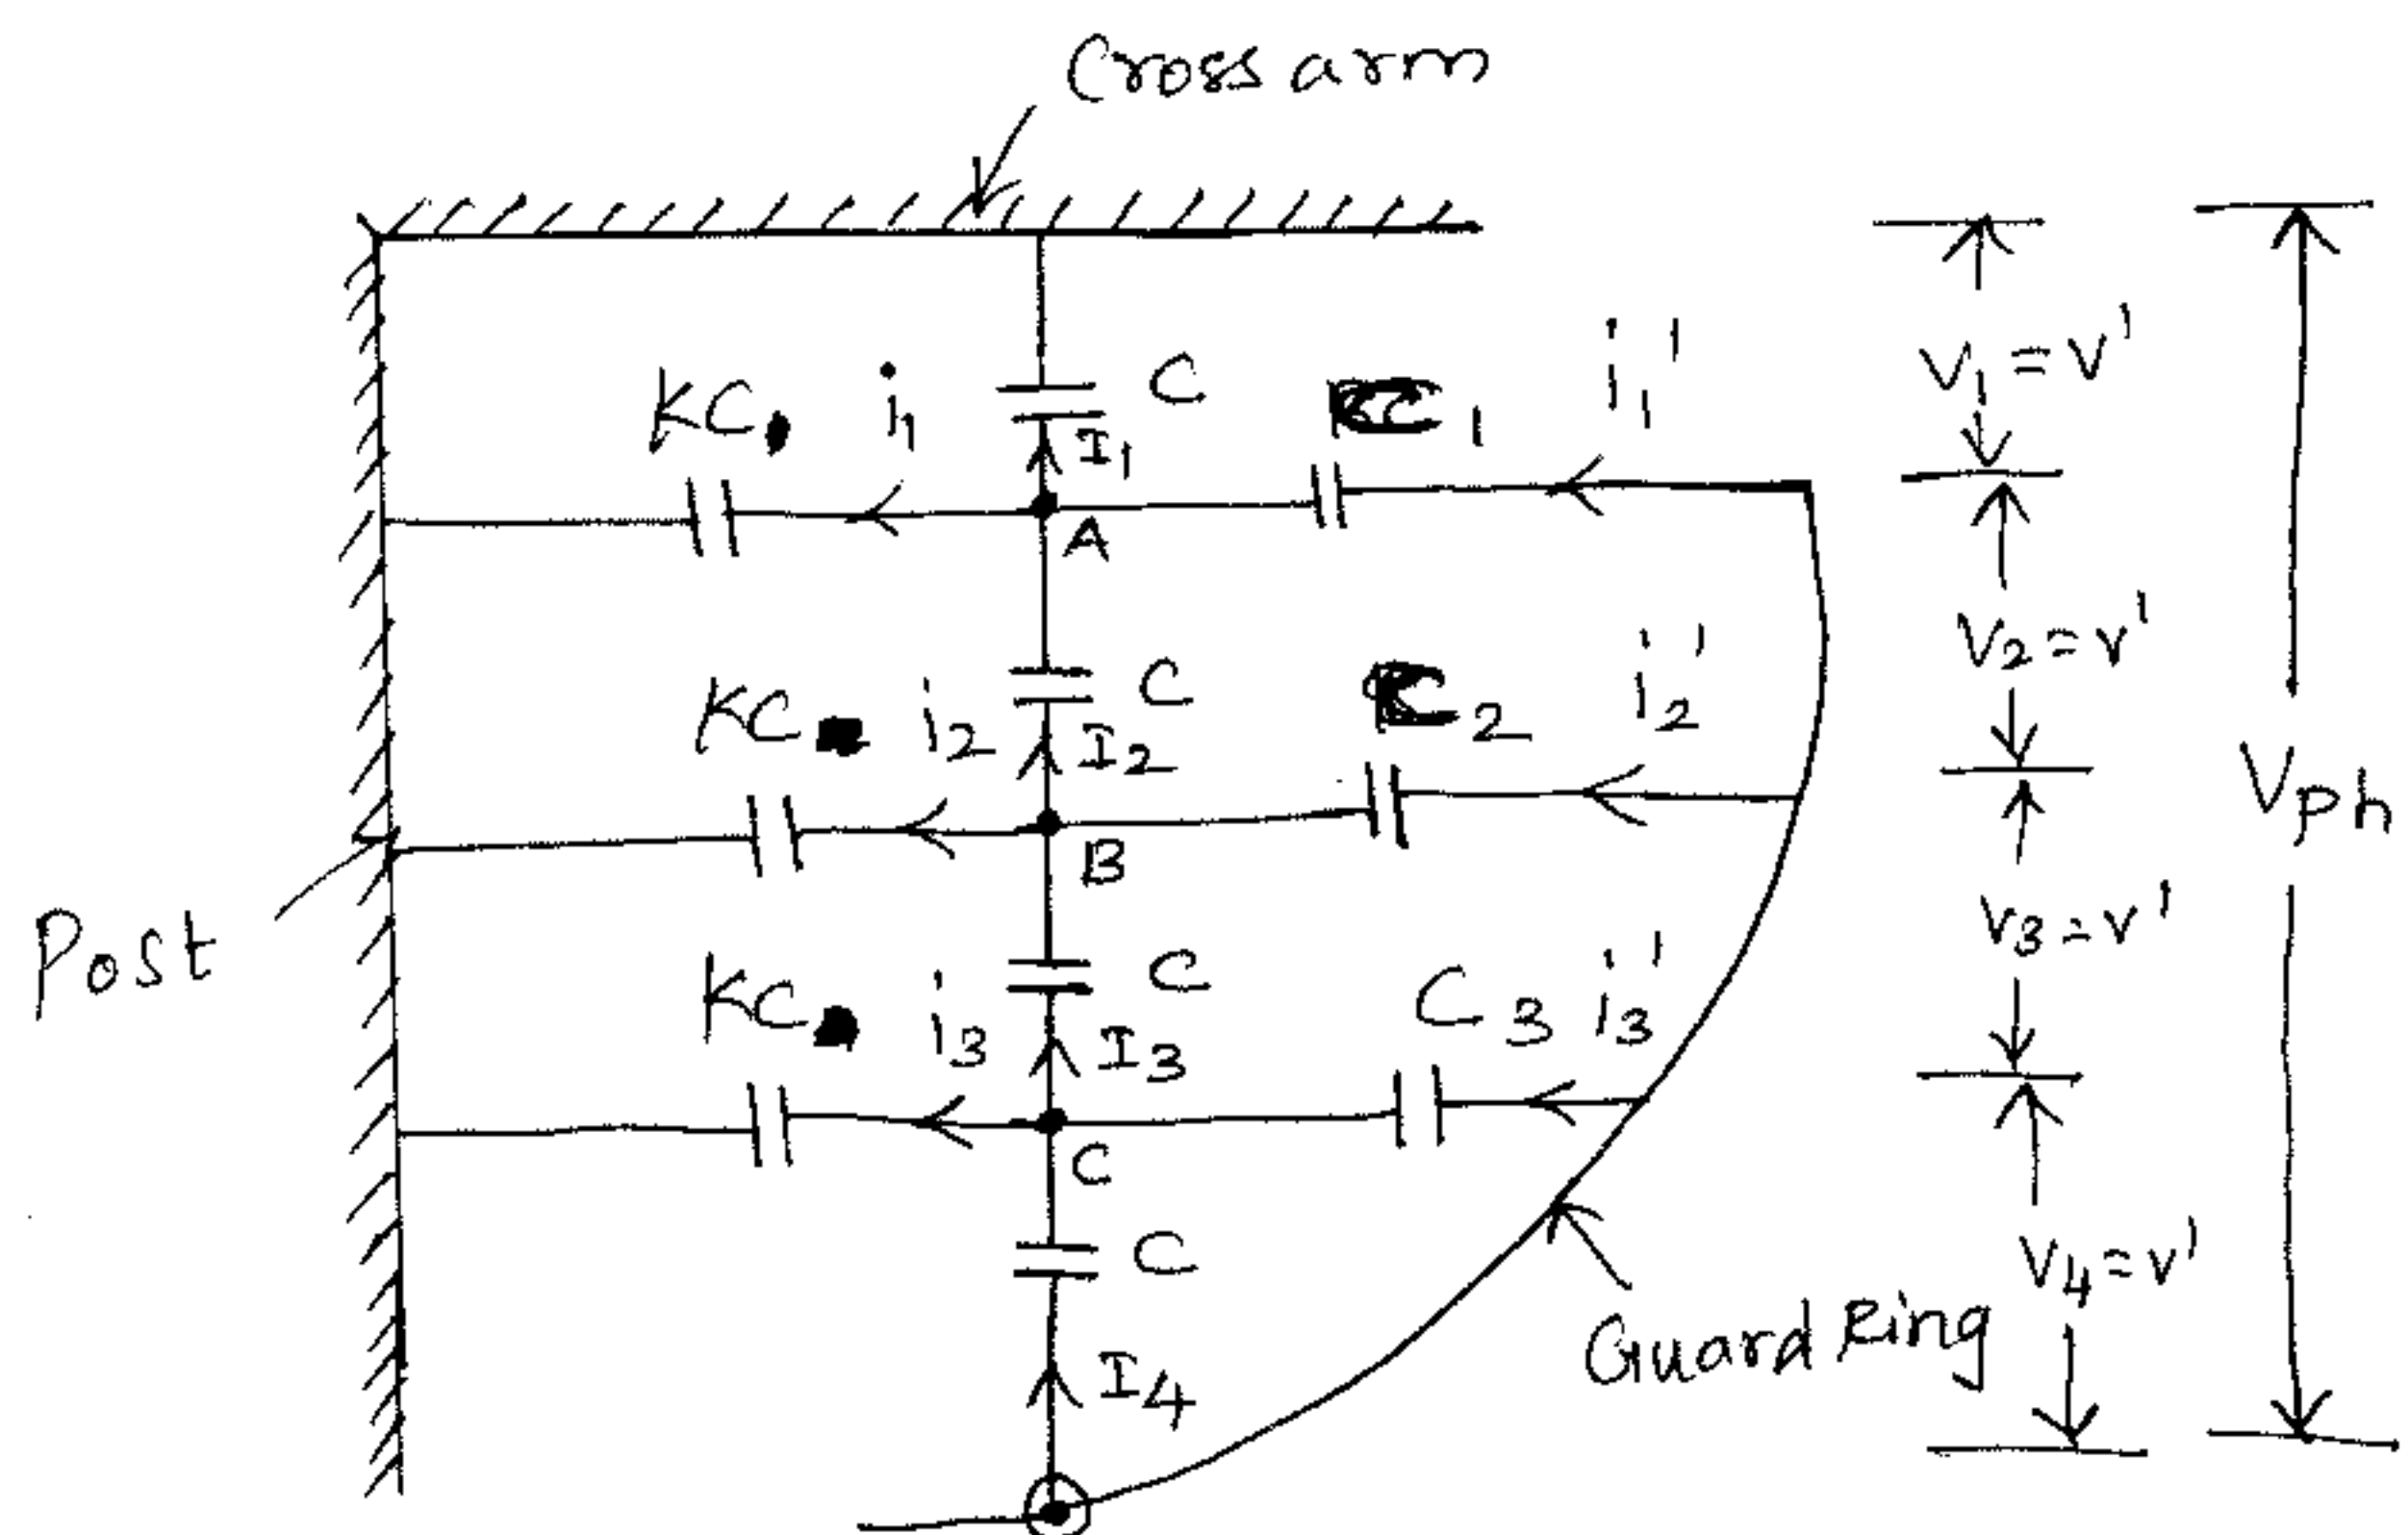 Cross arm
KC i₁ C C₁ i₁'
I₁
A
V₁ = V'
KC i₂ C C₂ i₂'
I₂
B
V₂ = V'
Vph
Post
KC i₃ C C₃ i₃'
I₃
C
V₃ = V'
C
I₄
V₄ = V'
Guard Ring